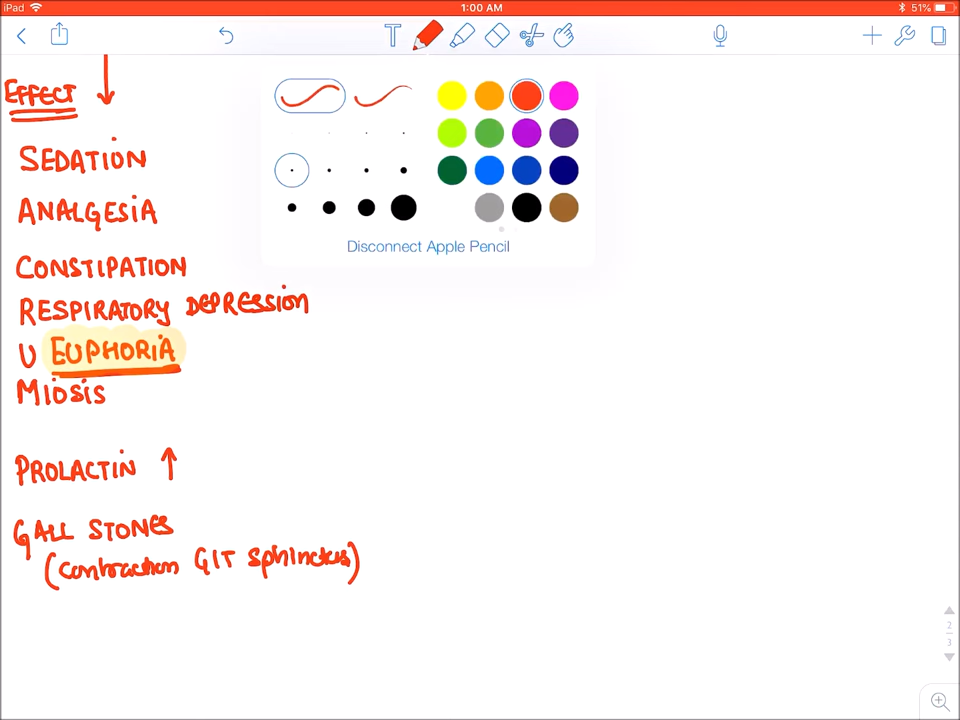 iPad 1:00 AM 51%
EFFECT
SEDATION
ANALGESIA
CONSTIPATION
RESPIRATORY DEPRESSION
U EUPHORIA
MIOSIS
PROLACTIN ↑
GALL STONES
(contraction GIT sphincters)
Disconnect Apple Pencil
2
3